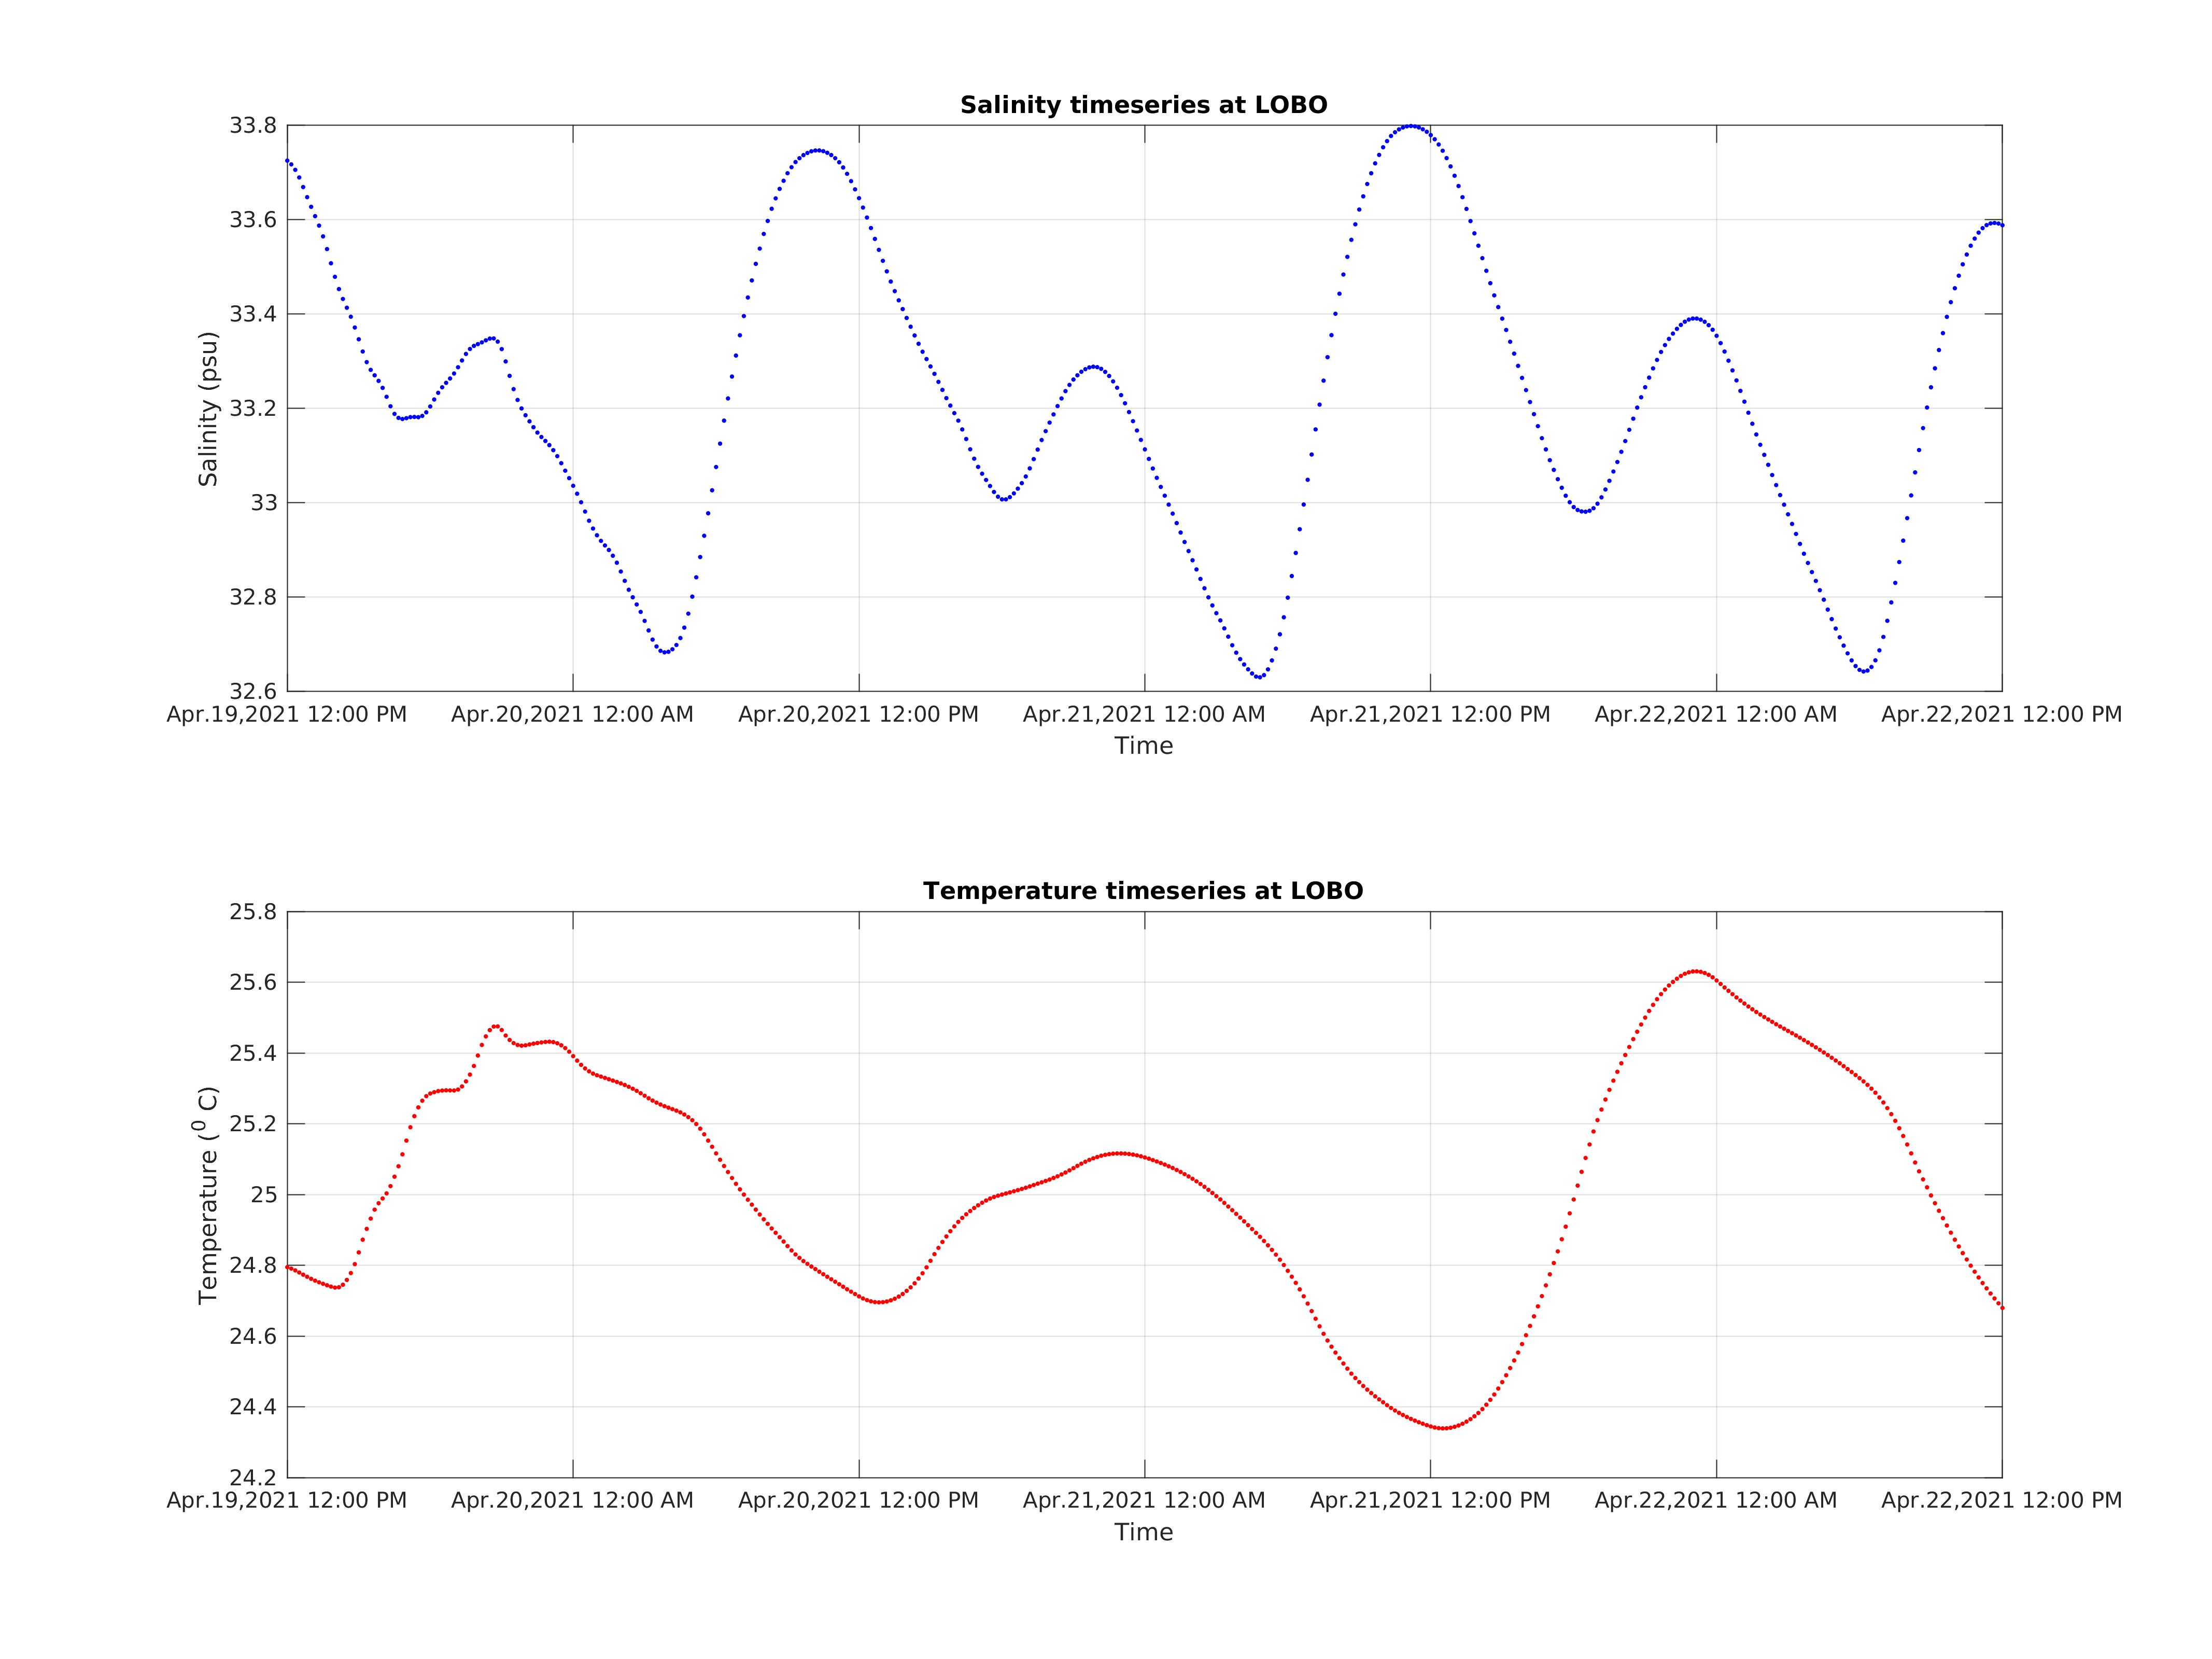 Salinity timeseries at LOBO
33.8
33.6
33.4
33.2
33
32.8
32.6
Salinity (psu)
Apr.19,2021 12:00 PM Apr.20,2021 12:00 AM Apr.20,2021 12:00 PM Apr.21,2021 12:00 AM Apr.21,2021 12:00 PM Apr.22,2021 12:00 AM Apr.22,2021 12:00 PM
Time
Temperature timeseries at LOBO
25.8
25.6
25.4
25.2
25
24.8
24.6
24.4
24.2
Temperature (⁰ C)
Apr.19,2021 12:00 PM Apr.20,2021 12:00 AM Apr.20,2021 12:00 PM Apr.21,2021 12:00 AM Apr.21,2021 12:00 PM Apr.22,2021 12:00 AM Apr.22,2021 12:00 PM
Time